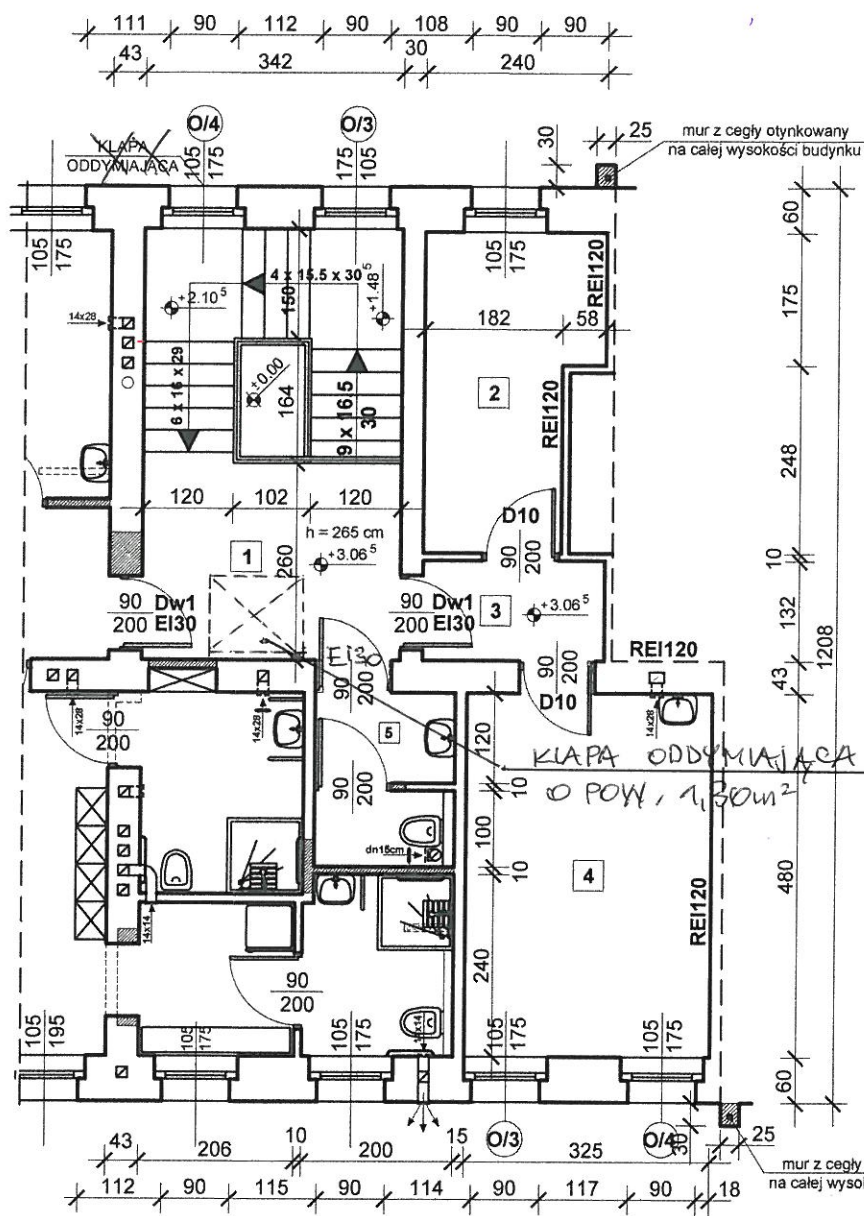 111 90 112 90 108 90 90
43 342 30 240
O/4 O/3
KLAPA
ODDYMIAJĄCA
105 175
175 105
30 25
mur z cegły otynkowany
na całej wysokości budynku
105 175
105 175
60
4 x 15.5 x 30
+2.10⁵
+1.48⁵
150
REI120
175
14x28
182 58
±0.00
164
6 x 16 x 29
9 x 16.5
30
2
REI120
248
120 102 120
h = 265 cm
D10
90
200
10
1
260
+3.06⁵
90
200
Dw1
EI30
90
200
Dw1
EI30
3
+3.06⁵
132
1208
EI30
90
200
90
200
D10
REI120
43
14x28
14x28
14x28
90
200
5
120
KLAPA ODDYMIAJĄCA
O POW. 1,30m²
90
200
10
100
dn15cm
10
4
480
REI120
14x14
240
90
200
105 195
105 175
105 175
105 175
105 175
60
O/3 O/4
30 25
43 206 10 200 15 325
mur z cegły
na całej wysol
112 90 115 90 114 90 117 90 18